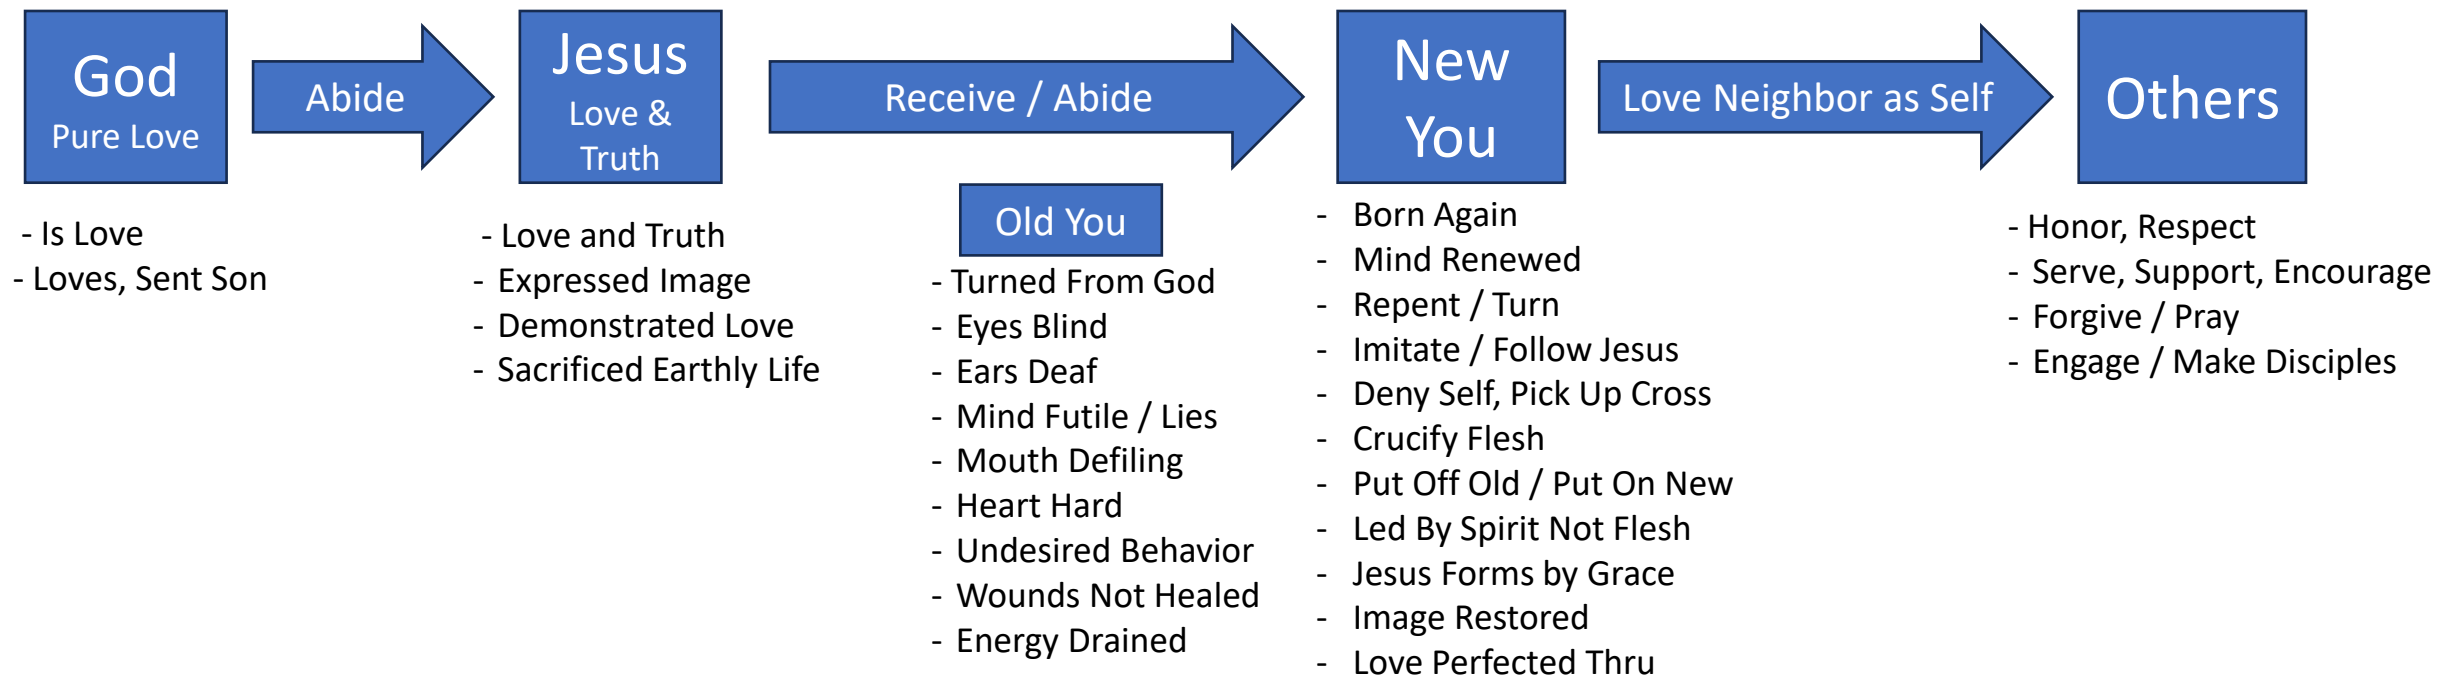 God
Pure Love
- Is Love
- Loves, Sent Son
Abide
Jesus
Love &
Truth
- Love and Truth
- Expressed Image
- Demonstrated Love
- Sacrificed Earthly Life
Receive / Abide
Old You
- Turned From God
- Eyes Blind
- Ears Deaf
- Mind Futile / Lies
- Mouth Defiling
- Heart Hard
- Undesired Behavior
- Wounds Not Healed
- Energy Drained
New
You
- Born Again
- Mind Renewed
- Repent / Turn
- Imitate / Follow Jesus
- Deny Self, Pick Up Cross
- Crucify Flesh
- Put Off Old / Put On New
- Led By Spirit Not Flesh
- Jesus Forms by Grace
- Image Restored
- Love Perfected Thru
Love Neighbor as Self
Others
- Honor, Respect
- Serve, Support, Encourage
- Forgive / Pray
- Engage / Make Disciples